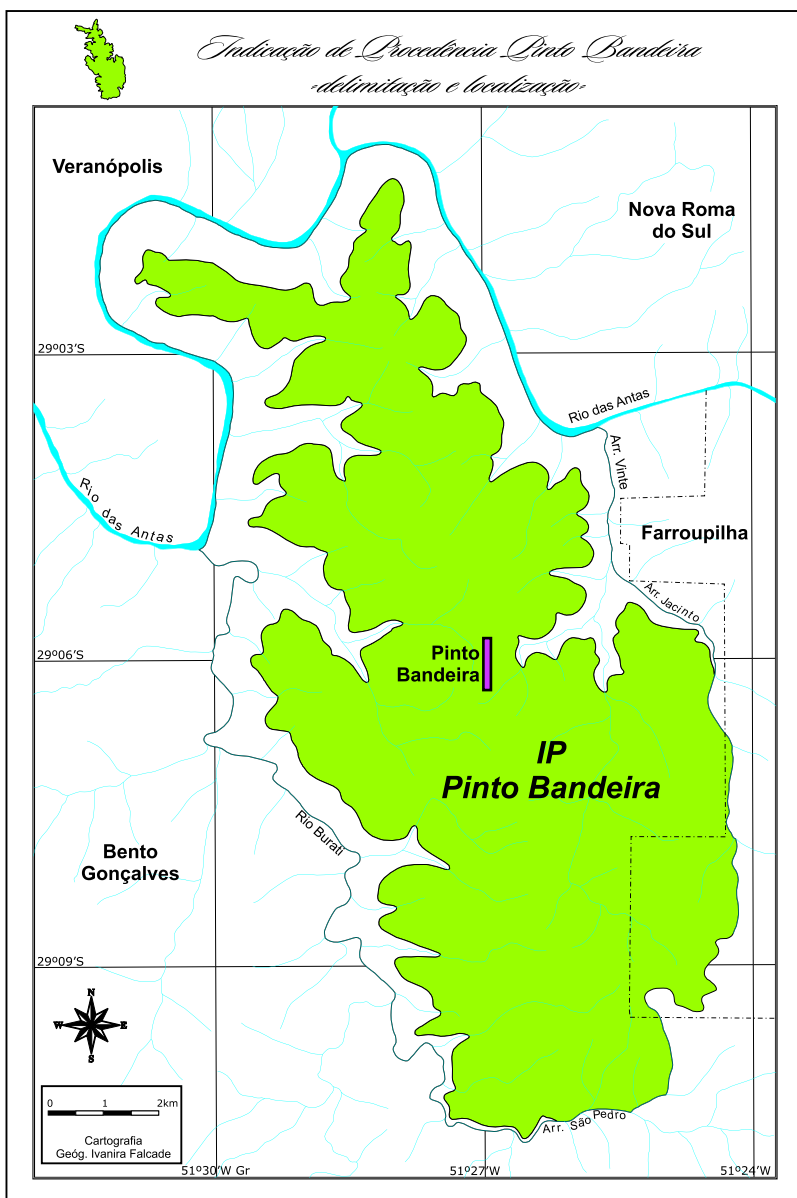 Indicação de Procedência Pinto Bandeira
-delimitação e localização-
Veranópolis
Nova Roma
do Sul
29º03'S
Rio das Antas
Arr. Vinte
Rio das Antas
Farroupilha
Arr. Jacinto
29º06'S
Pinto
Bandeira
IP
Pinto Bandeira
Rio Burati
Bento
Gonçalves
29º09'S
N
W E
S
0 1 2km
Cartografia
Geóg. Ivanira Falcade
Arr. São Pedro
51º30'W Gr 51º27'W 51º24'W